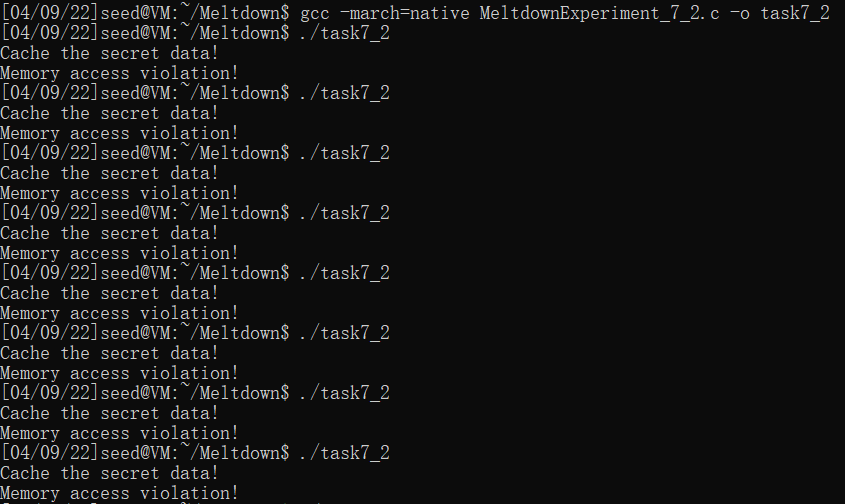 [04/09/22]seed@VM:~/Meltdown$ gcc -march=native MeltdownExperiment_7_2.c -o task7_2
[04/09/22]seed@VM:~/Meltdown$ ./task7_2
Cache the secret data!
Memory access violation!
[04/09/22]seed@VM:~/Meltdown$ ./task7_2
Cache the secret data!
Memory access violation!
[04/09/22]seed@VM:~/Meltdown$ ./task7_2
Cache the secret data!
Memory access violation!
[04/09/22]seed@VM:~/Meltdown$ ./task7_2
Cache the secret data!
Memory access violation!
[04/09/22]seed@VM:~/Meltdown$ ./task7_2
Cache the secret data!
Memory access violation!
[04/09/22]seed@VM:~/Meltdown$ ./task7_2
Cache the secret data!
Memory access violation!
[04/09/22]seed@VM:~/Meltdown$ ./task7_2
Cache the secret data!
Memory access violation!
[04/09/22]seed@VM:~/Meltdown$ ./task7_2
Cache the secret data!
Memory access violation!